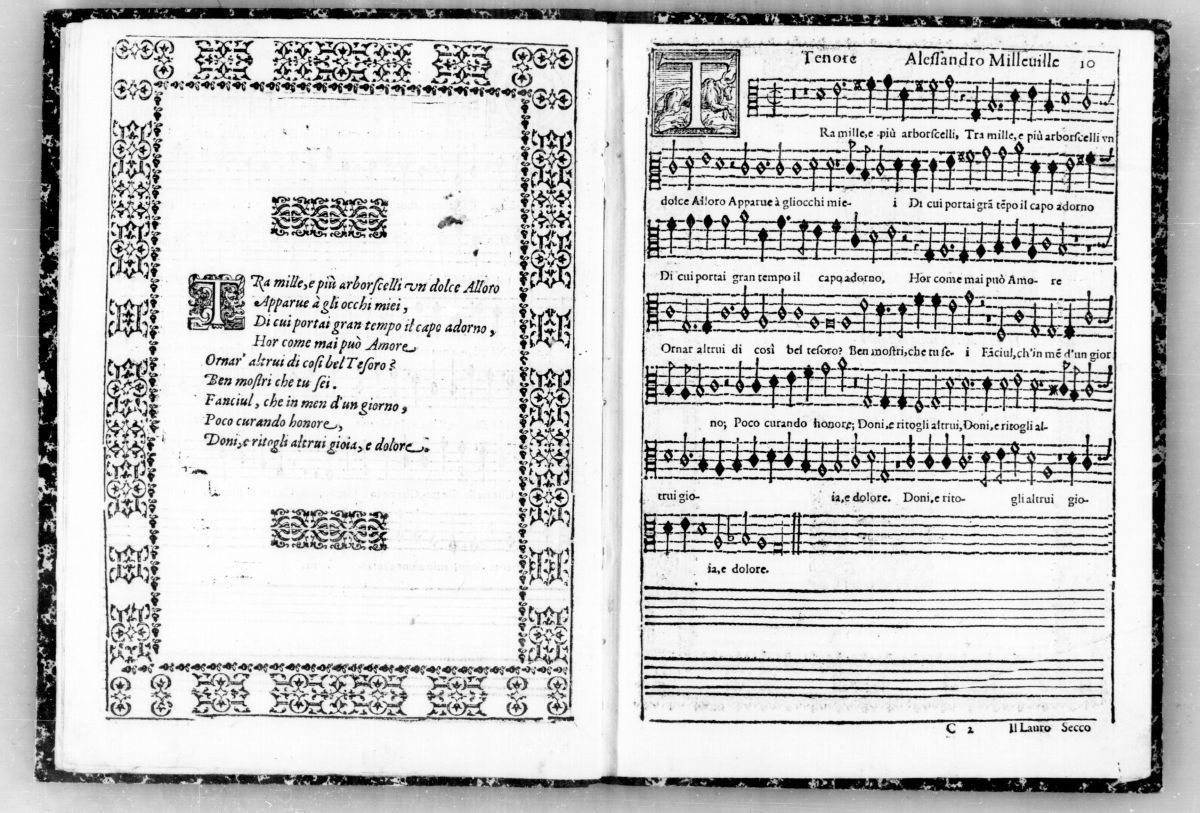 TRa mille, e più arborscelli vn dolce Alloro
Apparue à gli occhi miei,
Di cui portai gran tempo il capo adorno,
Hor come mai può Amore
Ornar' altrui di così bel Tesoro?
Ben mostri che tu sei.
Fanciul, che in men d'un giorno,
Poco curando honore,
Doni, e ritogli altrui gioia, e dolore.
Tenore Alessandro Milleuille 10
TRa mille, e più arborscelli, Tra mille, e più arborscelli vn
dolce Alloro Apparue à gliocchi mie- i Di cui portai grã tẽpo il capo adorno
Di cui portai gran tempo il capo adorno, Hor come mai può Amo- re
Ornar altrui di così bel tesoro? Ben mostri, che tu se- i Fãciul, ch'in mẽ d'un gior
no; Poco curando honore; Doni, e ritogli altrui, Doni, e ritogli al-
trui gio- ia, e dolore. Doni, e rito- gli altrui gio-
ia, e dolore.
C 2 Il Lauro Secco